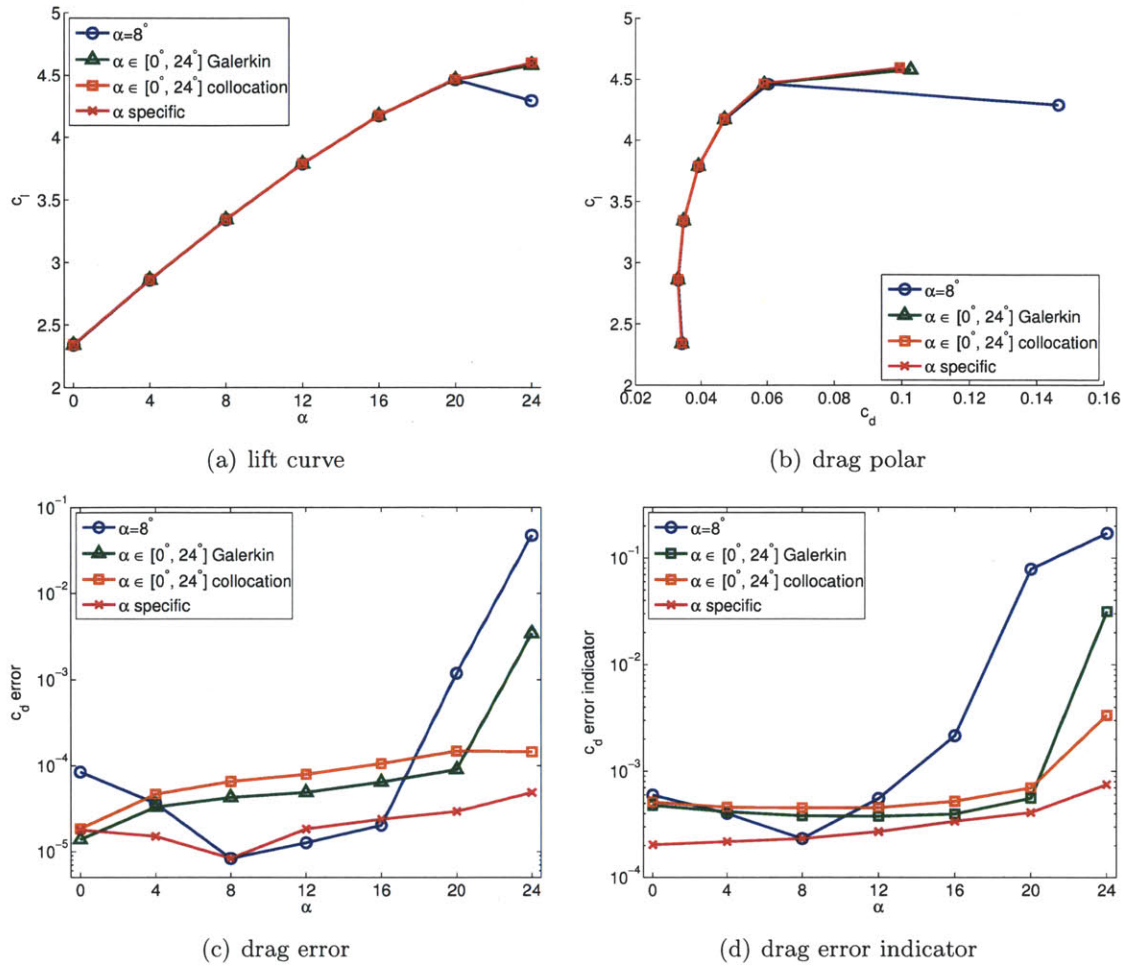 α=8°
α ∈ [0°, 24°] Galerkin
α ∈ [0°, 24°] collocation
α specific
5
4.5
4
3.5
3
2.5
2
c_l
0 4 8 12 16 20 24
α
(a) lift curve
5
4.5
4
3.5
3
2.5
2
c_l
α=8°
α ∈ [0°, 24°] Galerkin
α ∈ [0°, 24°] collocation
α specific
0.02 0.04 0.06 0.08 0.1 0.12 0.14 0.16
c_d
(b) drag polar
α=8°
α ∈ [0°, 24°] Galerkin
α ∈ [0°, 24°] collocation
α specific
10^-1
10^-2
10^-3
10^-4
10^-5
c_d error
0 4 8 12 16 20 24
α
(c) drag error
α=8°
α ∈ [0°, 24°] Galerkin
α ∈ [0°, 24°] collocation
α specific
10^-1
10^-2
10^-3
10^-4
c_d error indicator
0 4 8 12 16 20 24
α
(d) drag error indicator